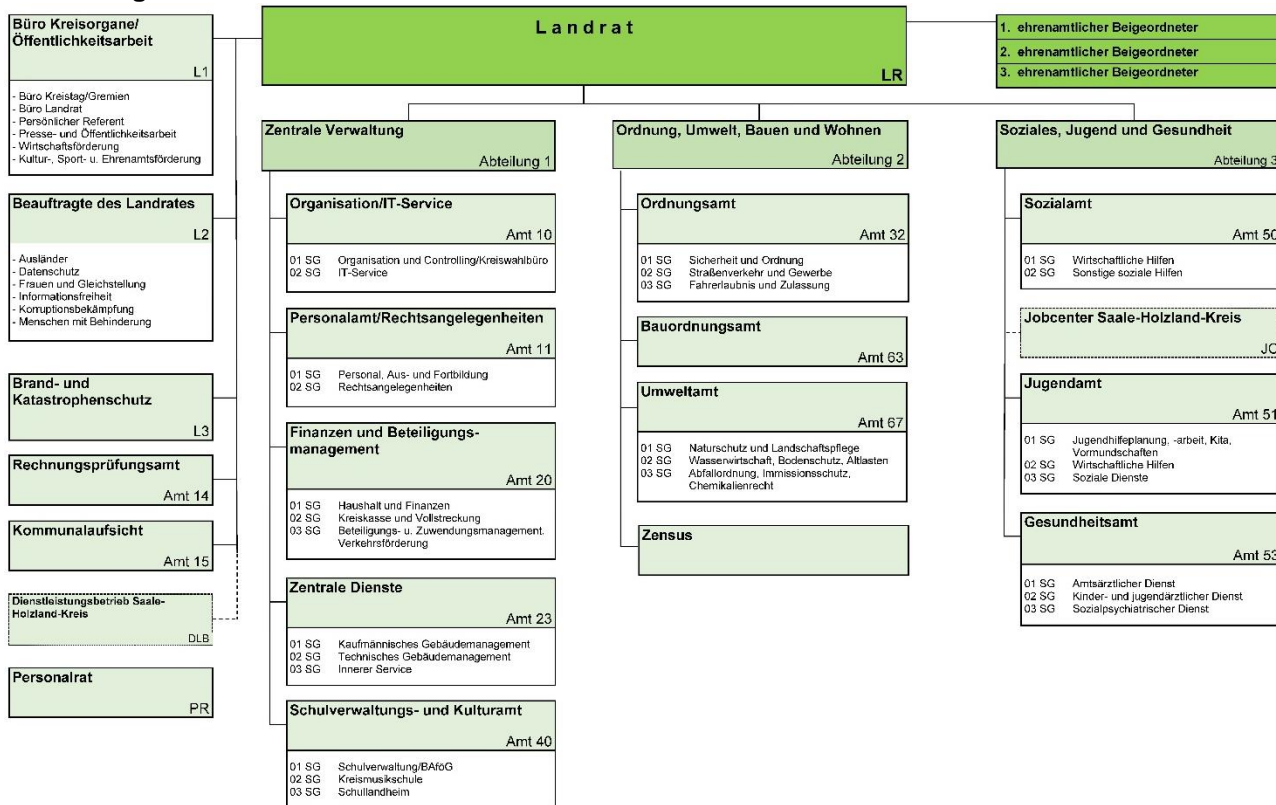 Büro Kreisorgane/
Öffentlichkeitsarbeit
L1
- Büro Kreistag/Gremien
- Büro Landrat
- Persönlicher Referent
- Presse- und Öffentlichkeitsarbeit
- Wirtschaftsförderung
- Kultur-, Sport- u. Ehrenamtsförderung
Beauftragte des Landrates
L2
- Ausländer
- Datenschutz
- Frauen und Gleichstellung
- Informationsfreiheit
- Korruptionsbekämpfung
- Menschen mit Behinderung
Brand- und
Katastrophenschutz
L3
Rechnungsprüfungsamt
Amt 14
Kommunalaufsicht
Amt 15
Dienstleistungsbetrieb Saale-
Holzland-Kreis
DLB
Personalrat
PR
Landrat
LR
1. ehrenamtlicher Beigeordneter
2. ehrenamtlicher Beigeordneter
3. ehrenamtlicher Beigeordneter
Zentrale Verwaltung
Abteilung 1
Organisation/IT-Service
Amt 10
01 SG Organisation und Controlling/Kreiswahlbüro
02 SG IT-Service
Personalamt/Rechtsangelegenheiten
Amt 11
01 SG Personal, Aus- und Fortbildung
02 SG Rechtsangelegenheiten
Finanzen und Beteiligungs-
management
Amt 20
01 SG Haushalt und Finanzen
02 SG Kreiskasse und Vollstreckung
03 SG Beteiligungs- u. Zuwendungsmanagement.
Verkehrsförderung
Zentrale Dienste
Amt 23
01 SG Kaufmännisches Gebäudemanagement
02 SG Technisches Gebäudemanagement
03 SG Innerer Service
Schulverwaltungs- und Kulturamt
Amt 40
01 SG Schulverwaltung/BAföG
02 SG Kreismusikschule
03 SG Schullandheim
Ordnung, Umwelt, Bauen und Wohnen
Abteilung 2
Ordnungsamt
Amt 32
01 SG Sicherheit und Ordnung
02 SG Straßenverkehr und Gewerbe
03 SG Fahrerlaubnis und Zulassung
Bauordnungsamt
Amt 63
Umweltamt
Amt 67
01 SG Naturschutz und Landschaftspflege
02 SG Wasserwirtschaft, Bodenschutz, Altlasten
03 SG Abfallordnung, Immissionsschutz,
Chemikalienrecht
Zensus
Soziales, Jugend und Gesundheit
Abteilung 3
Sozialamt
Amt 50
01 SG Wirtschaftliche Hilfen
02 SG Sonstige soziale Hilfen
Jobcenter Saale-Holzland-Kreis
JC
Jugendamt
Amt 51
01 SG Jugendhilfeplanung, -arbeit, Kita,
Vormundschaften
02 SG Wirtschaftliche Hilfen
03 SG Soziale Dienste
Gesundheitsamt
Amt 53
01 SG Amtsärztlicher Dienst
02 SG Kinder- und jugendärztlicher Dienst
03 SG Sozialpsychiatrischer Dienst